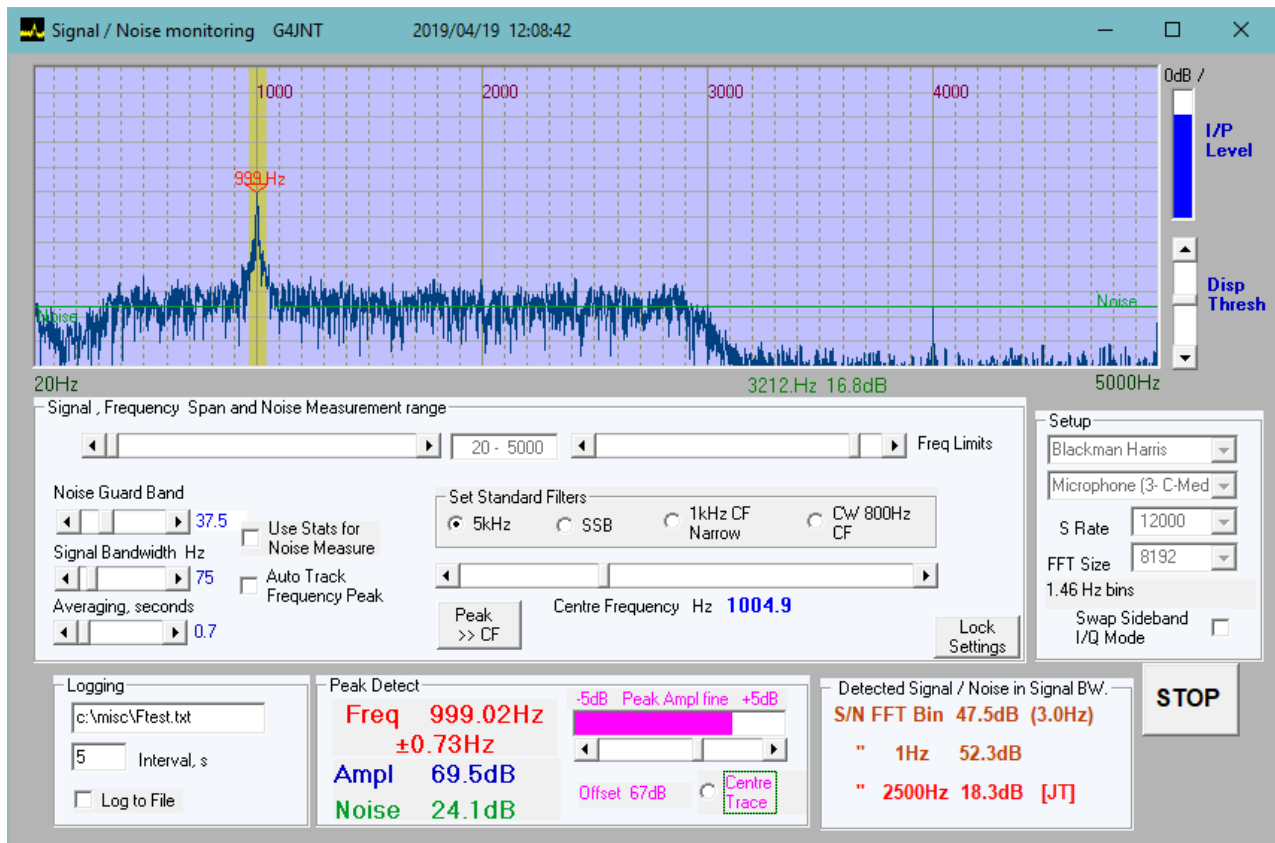 Signal / Noise monitoring G4JNT 2019/04/19 12:08:42
0dB /
1000 2000 3000 4000
I/P
Level
999 Hz
Disp
Thresh
Noise
Noise
20Hz 3212.Hz 16.8dB 5000Hz
Signal , Frequency Span and Noise Measurement range
20 - 5000 Freq Limits
Noise Guard Band
37.5
Signal Bandwidth Hz
75
Averaging, seconds
0.7
Use Stats for
Noise Measure
Auto Track
Frequency Peak
Set Standard Filters
5kHz SSB 1kHz CF
Narrow
CW 800Hz
CF
Peak
>> CF
Centre Frequency Hz 1004.9
Lock
Settings
Setup
Blackman Harris
Microphone (3- C-Med
S Rate 12000
FFT Size 8192
1.46 Hz bins
Swap Sideband
I/Q Mode
Logging
c:\misc\Ftest.txt
5 Interval, s
Log to File
Peak Detect
Freq 999.02Hz
±0.73Hz
Ampl 69.5dB
Noise 24.1dB
-5dB Peak Ampl fine +5dB
Offset 67dB
Centre
Trace
Detected Signal / Noise in Signal BW.
S/N FFT Bin 47.5dB (3.0Hz)
" 1Hz 52.3dB
" 2500Hz 18.3dB [JT]
STOP